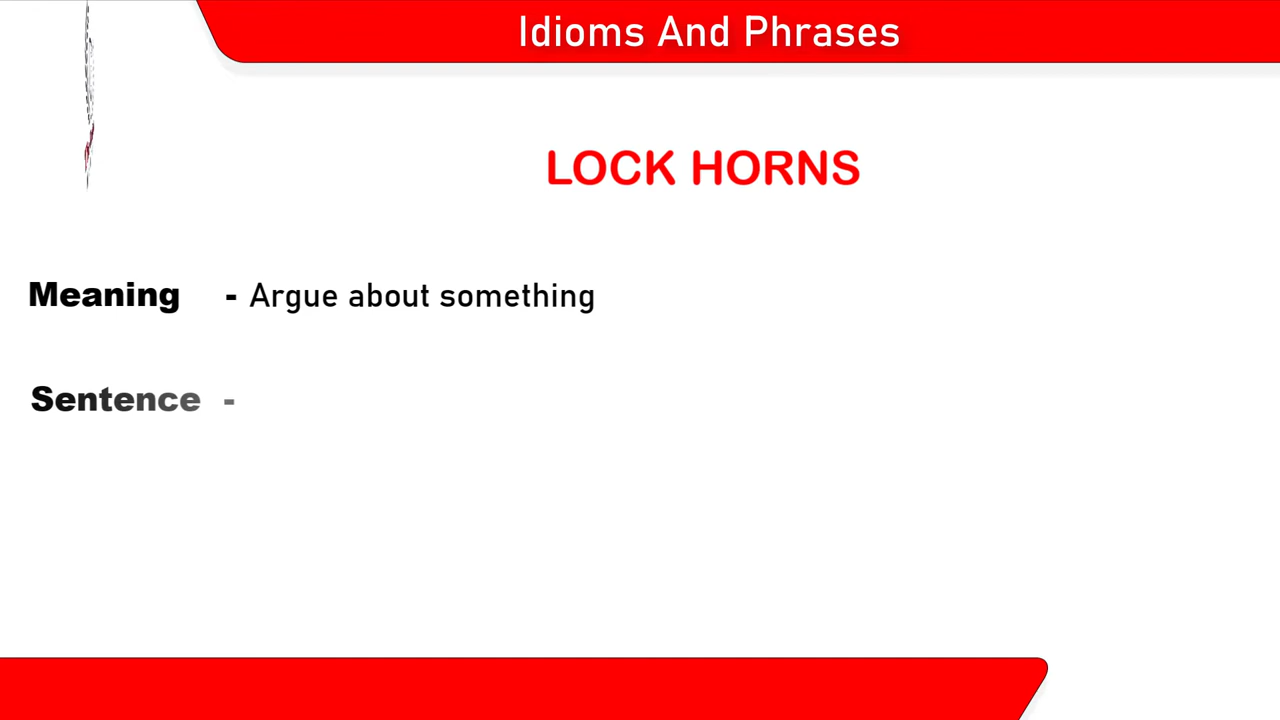 Idioms And Phrases
LOCK HORNS
Meaning - Argue about something
Sentence -